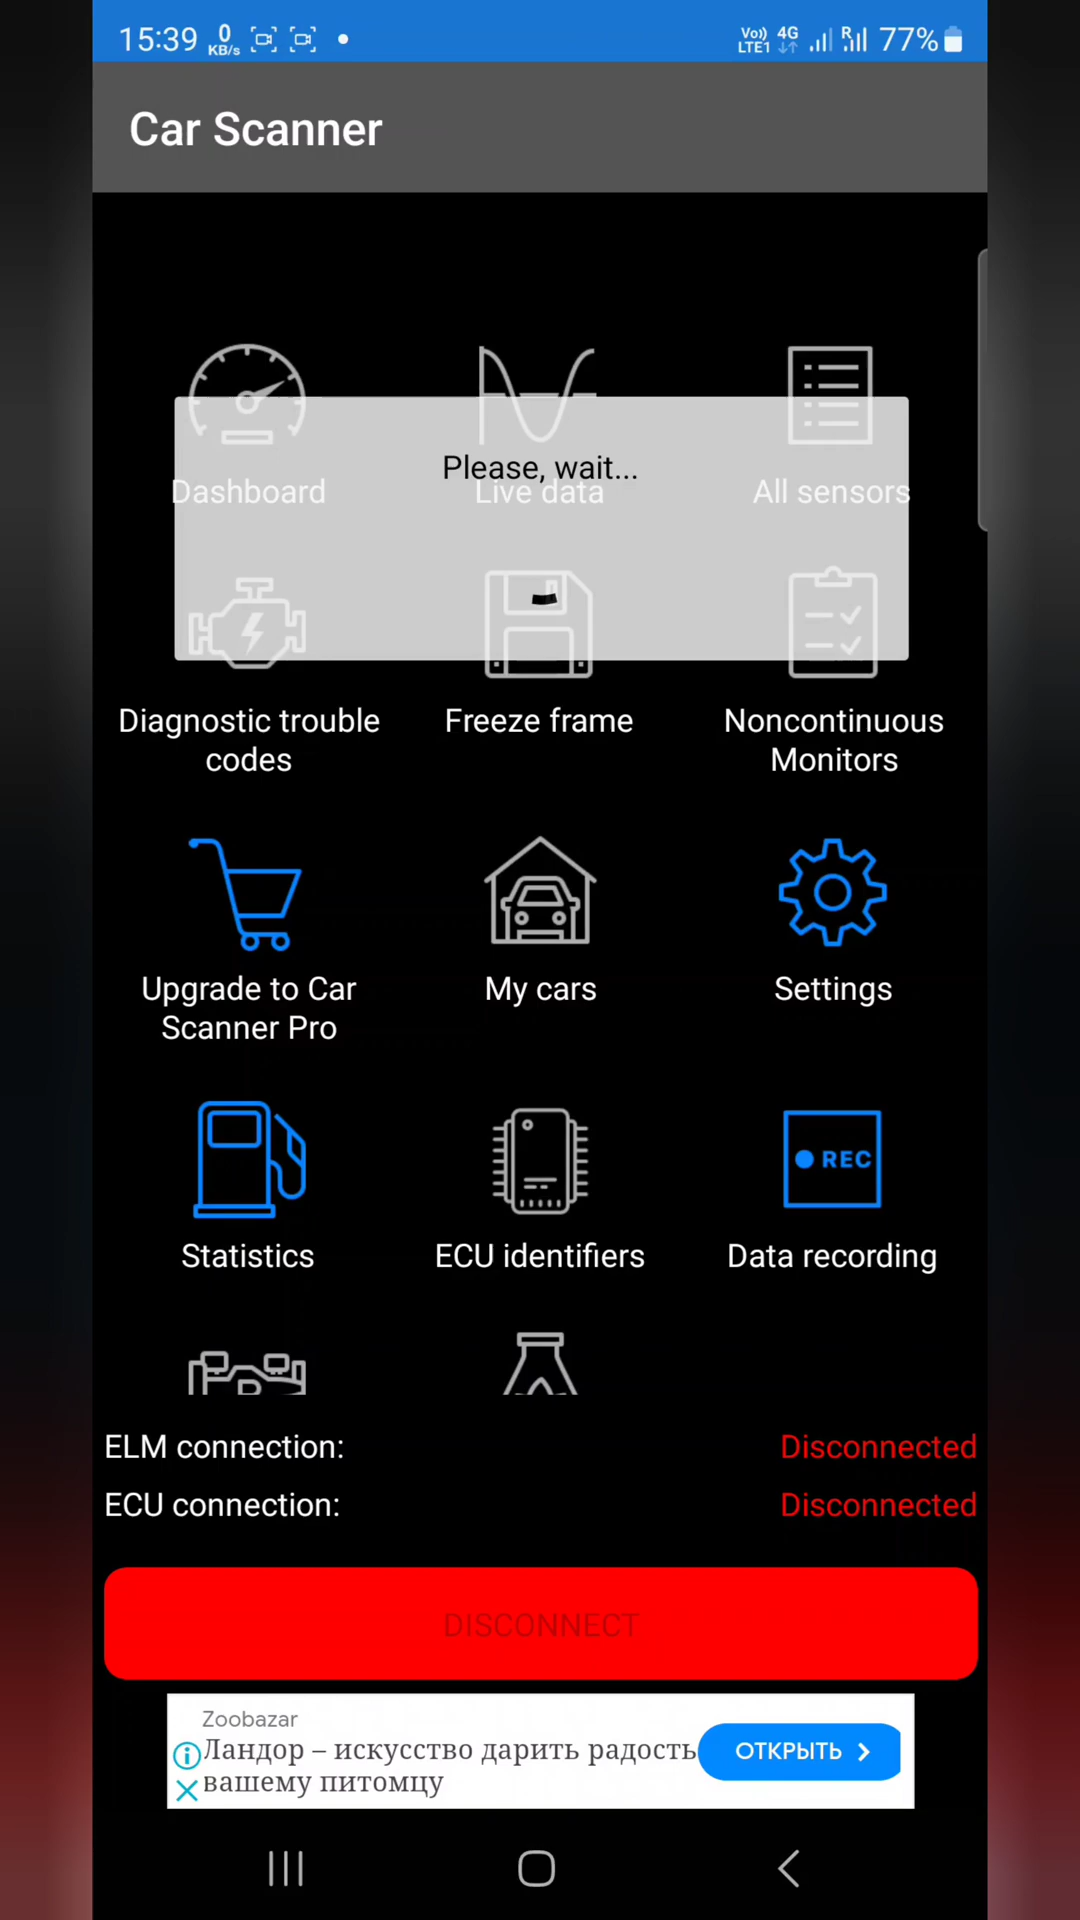 15:39 0 KB/s Vo)) LTE1 4G R 77%
Car Scanner
Please, wait...
Dashboard Live data All sensors
Diagnostic trouble codes
Freeze frame
Noncontinuous Monitors
Upgrade to Car Scanner Pro
My cars
Settings
REC
Statistics
ECU identifiers
Data recording
ELM connection: Disconnected
ECU connection: Disconnected
DISCONNECT
Zoobazar
Ландор – искусство дарить радость
вашему питомцу
ОТКРЫТЬ